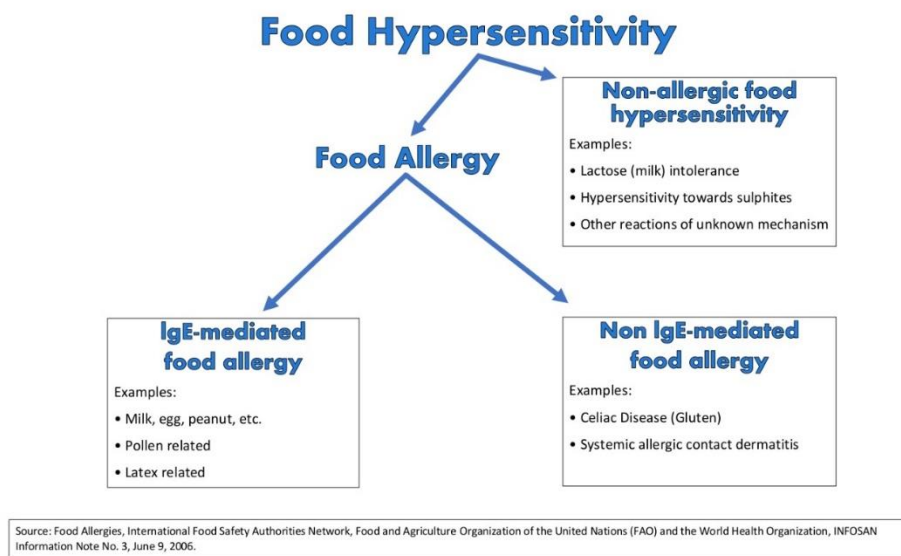 Food Hypersensitivity
Non-allergic food
hypersensitivity
Examples:
• Lactose (milk) intolerance
• Hypersensitivity towards sulphites
• Other reactions of unknown mechanism
Food Allergy
IgE-mediated
food allergy
Examples:
• Milk, egg, peanut, etc.
• Pollen related
• Latex related
Non IgE-mediated
food allergy
Examples:
• Celiac Disease (Gluten)
• Systemic allergic contact dermatitis
Source: Food Allergies, International Food Safety Authorities Network, Food and Agriculture Organization of the United Nations (FAO) and the World Health Organization, INFOSAN
Information Note No. 3, June 9, 2006.